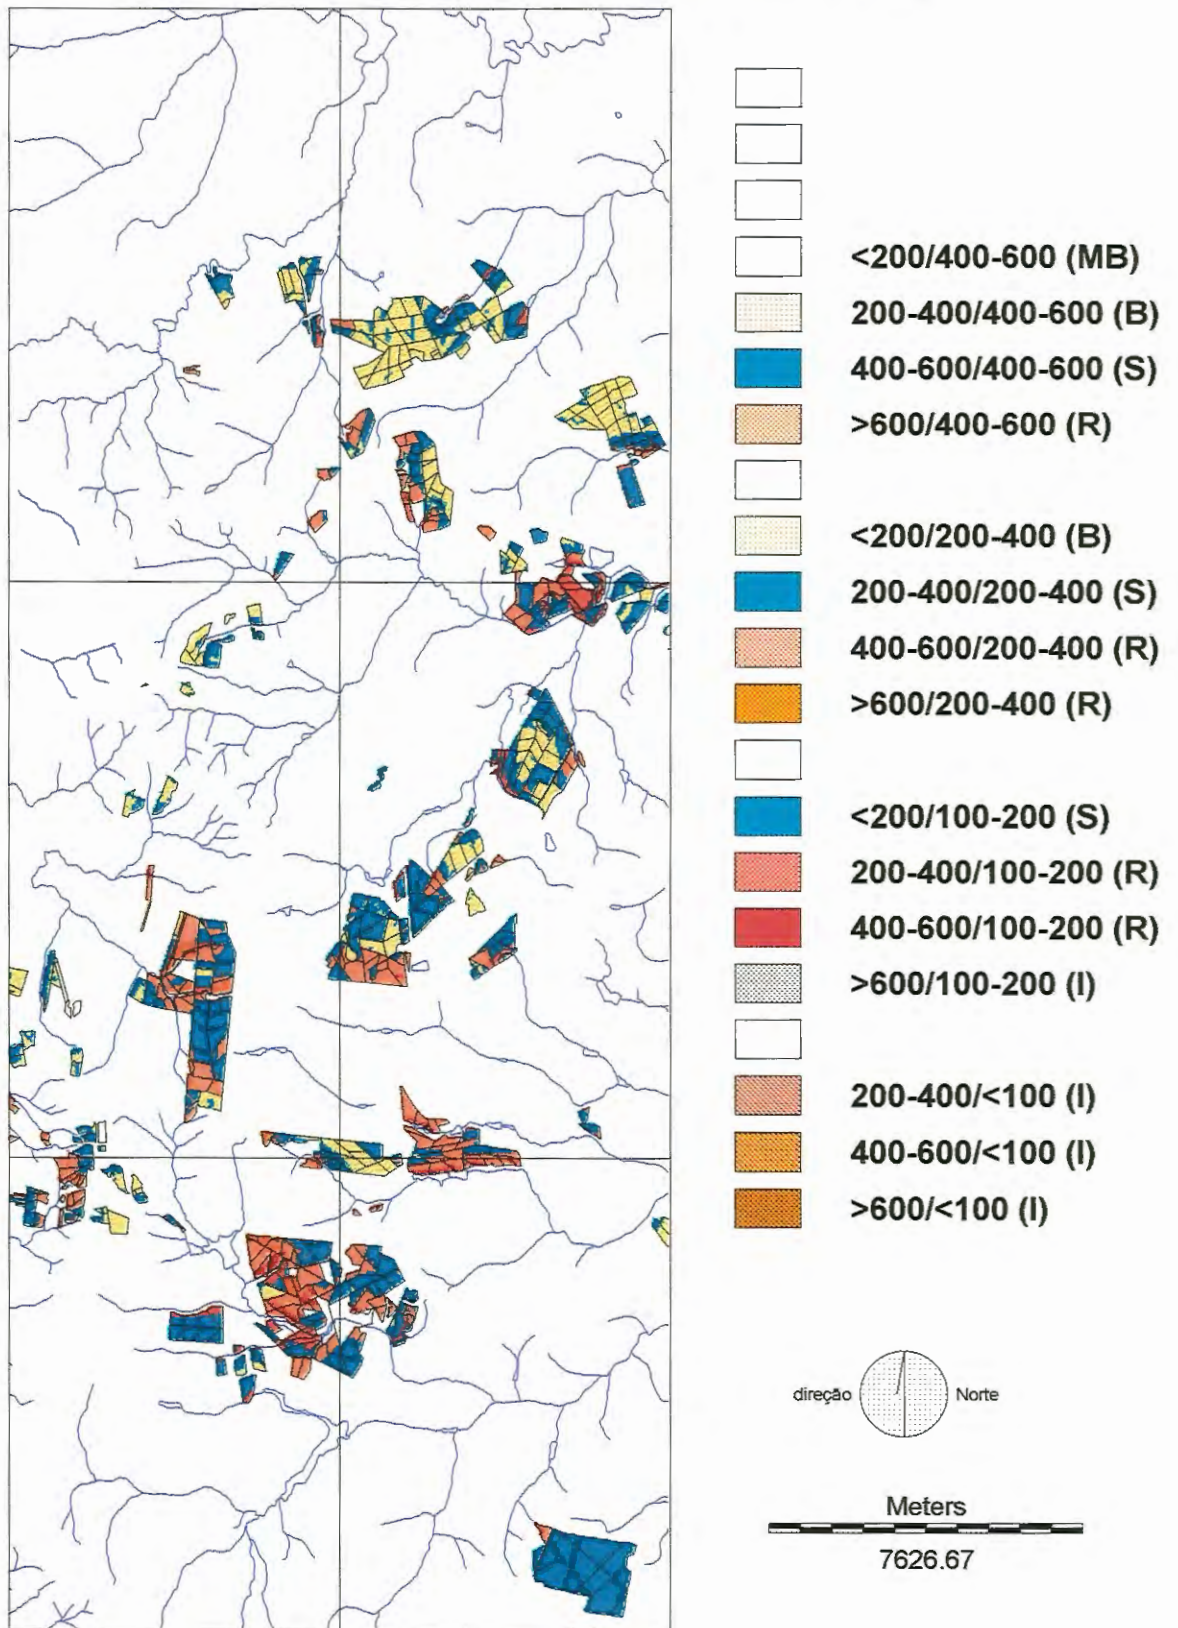 <200/400-600 (MB)
200-400/400-600 (B)
400-600/400-600 (S)
>600/400-600 (R)
<200/200-400 (B)
200-400/200-400 (S)
400-600/200-400 (R)
>600/200-400 (R)
<200/100-200 (S)
200-400/100-200 (R)
400-600/100-200 (R)
>600/100-200 (I)
200-400/<100 (I)
400-600/<100 (I)
>600/<100 (I)
direção Norte
Meters
7626.67